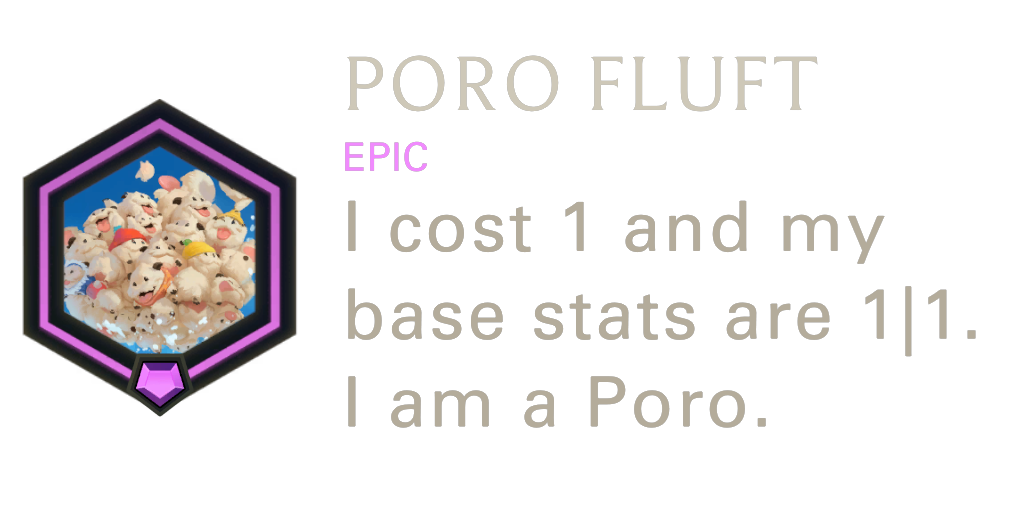 PORO FLUFT
EPIC
I cost 1 and my
base stats are 1|1.
I am a Poro.